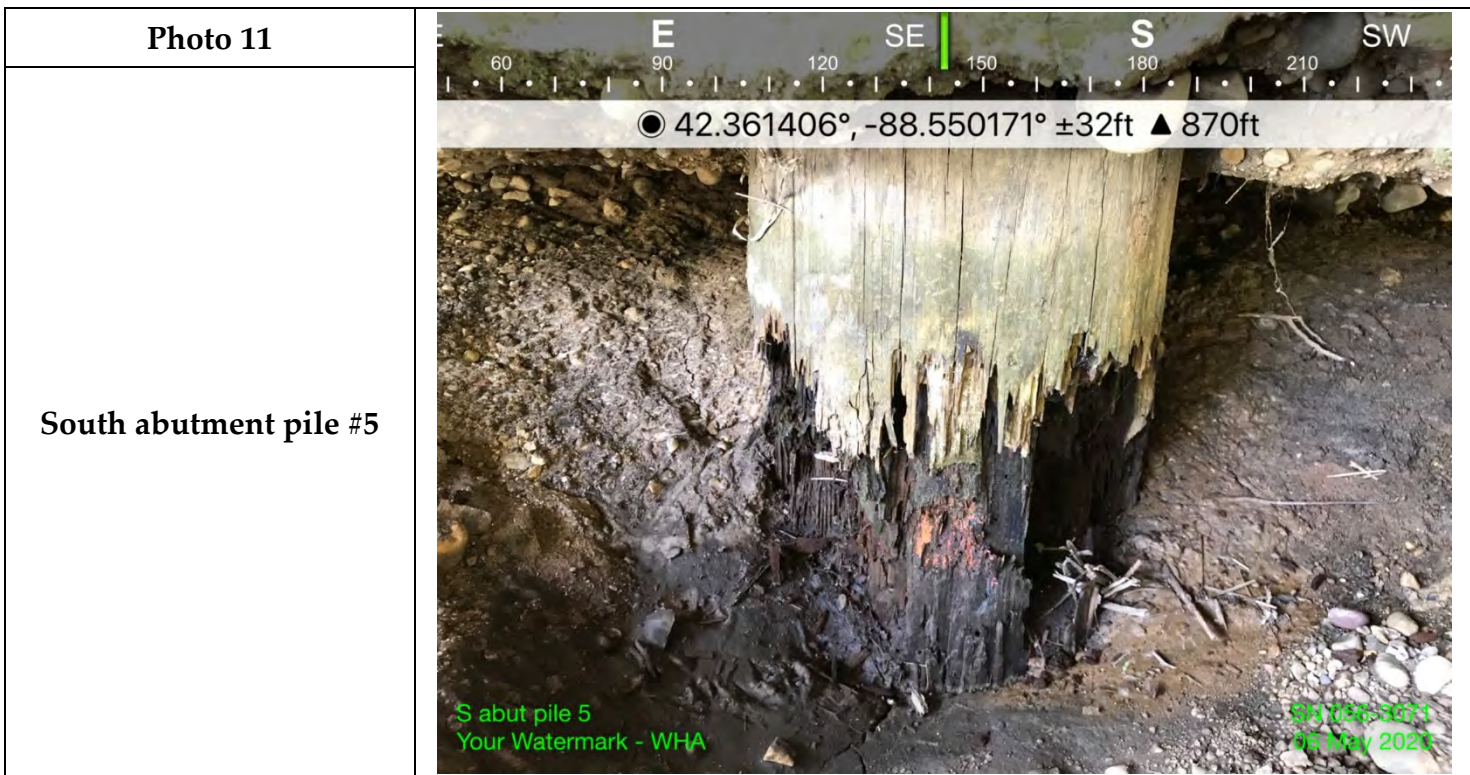 Photo 11
South abutment pile #5
E SE S SW
60 90 120 150 180 210
42.361406°, -88.550171° ±32ft ▲ 870ft
S abut pile 5
Your Watermark - WHA
SN 056-3071
06 May 2020